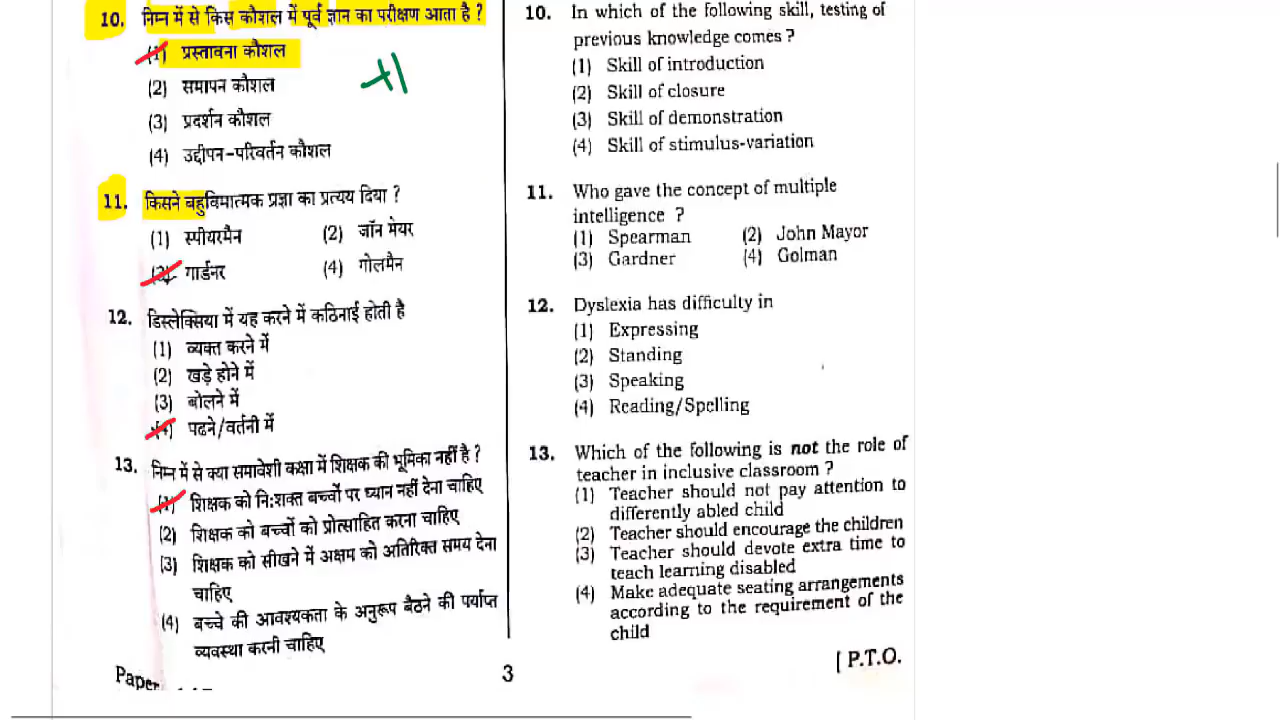 10. निम्न में से किस कौशल में पूर्व ज्ञान का परीक्षण आता है ?
(1) प्रस्तावना कौशल
(2) समापन कौशल
(3) प्रदर्शन कौशल
(4) उद्दीपन-परिवर्तन कौशल
+1
11. किसने बहुविमात्मक प्रज्ञा का प्रत्यय दिया ?
(1) स्पीयरमैन (2) जॉन मेयर
(3) गार्डनर (4) गोलमैन
12. डिस्लेक्सिया में यह करने में कठिनाई होती है
(1) व्यक्त करने में
(2) खड़े होने में
(3) बोलने में
(4) पढने/वर्तनी में
13. निम्न में से क्या समावेशी कक्षा में शिक्षक की भूमिका नहीं है ?
(1) शिक्षक को नि:शक्त बच्चों पर ध्यान नहीं देना चाहिए
(2) शिक्षक को बच्चों को प्रोत्साहित करना चाहिए
(3) शिक्षक को सीखने में अक्षम को अतिरिक्त समय देना
चाहिए
(4) बच्चे की आवश्यकता के अनुरूप बैठने की पर्याप्त
व्यवस्था करनी चाहिए
10. In which of the following skill, testing of
previous knowledge comes ?
(1) Skill of introduction
(2) Skill of closure
(3) Skill of demonstration
(4) Skill of stimulus-variation
11. Who gave the concept of multiple
intelligence ?
(1) Spearman (2) John Mayor
(3) Gardner (4) Golman
12. Dyslexia has difficulty in
(1) Expressing
(2) Standing
(3) Speaking
(4) Reading/Spelling
13. Which of the following is not the role of
teacher in inclusive classroom ?
(1) Teacher should not pay attention to
differently abled child
(2) Teacher should encourage the children
(3) Teacher should devote extra time to
teach learning disabled
(4) Make adequate seating arrangements
according to the requirement of the
child
Paper
3
[ P.T.O.